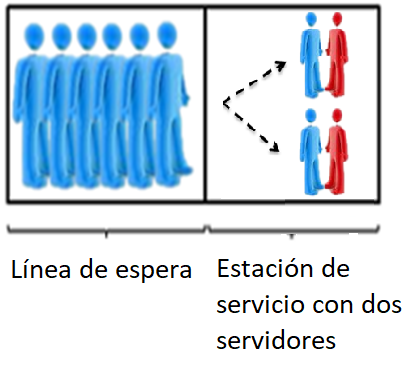 Línea de espera
Estación de
servicio con dos
servidores